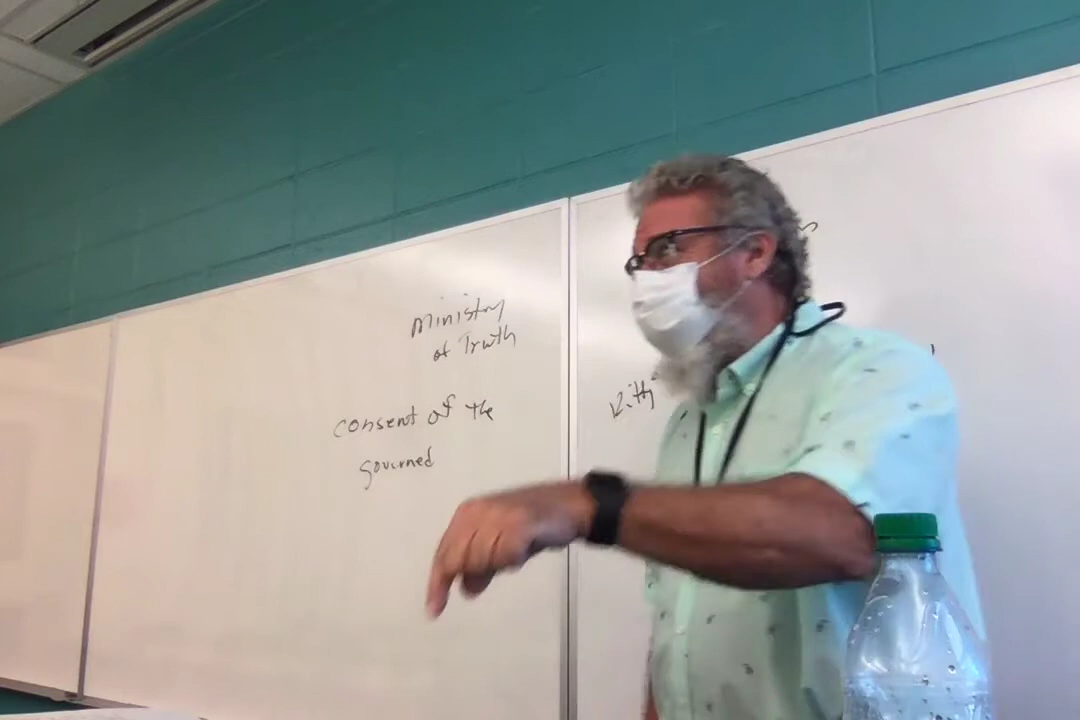 Ministry
of Truth
consent of the
governed